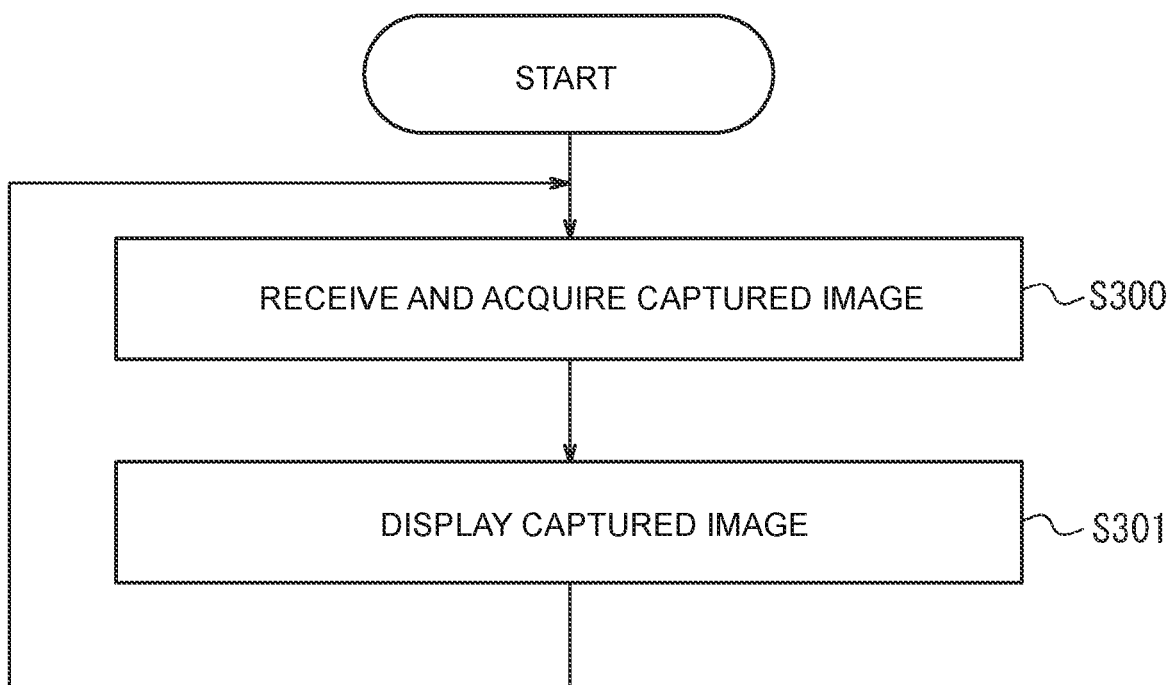 START
RECEIVE AND ACQUIRE CAPTURED IMAGE
S300
DISPLAY CAPTURED IMAGE
S301